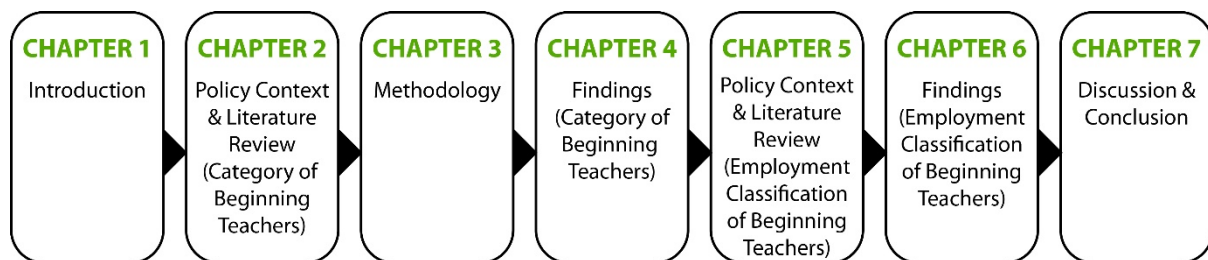 CHAPTER 1
Introduction
CHAPTER 2
Policy Context
& Literature
Review
(Category of
Beginning
Teachers)
CHAPTER 3
Methodology
CHAPTER 4
Findings
(Category of
Beginning
Teachers)
CHAPTER 5
Policy Context
& Literature
Review
(Employment
Classification
of Beginning
Teachers)
CHAPTER 6
Findings
(Employment
Classification
of Beginning
Teachers)
CHAPTER 7
Discussion &
Conclusion